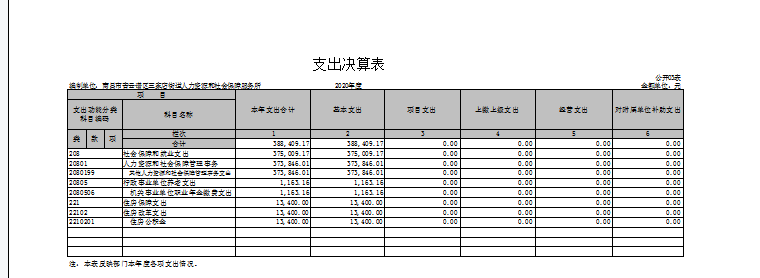 支出决算表
公开03表
编制单位：南昌市青云谱区三家店街道人力资源和社会保障服务所 2020年度 金额单位：元
项 目 本年支出合计 基本支出 项目支出 上缴上级支出 经营支出 对附属单位补助支出
支出功能分类科目编码 科目名称
类 款 项 栏次 1 2 3 4 5 6
合计 388,409.17 388,409.17 0.00 0.00 0.00 0.00
208 社会保障和就业支出 375,009.17 375,009.17 0.00 0.00 0.00 0.00
20801 人力资源和社会保障管理事务 373,846.01 373,846.01 0.00 0.00 0.00 0.00
2080199 其他人力资源和社会保障管理事务支出 373,846.01 373,846.01 0.00 0.00 0.00 0.00
20805 行政事业单位养老支出 1,163.16 1,163.16 0.00 0.00 0.00 0.00
2080506 机关事业单位职业年金缴费支出 1,163.16 1,163.16 0.00 0.00 0.00 0.00
221 住房保障支出 13,400.00 13,400.00 0.00 0.00 0.00 0.00
22102 住房改革支出 13,400.00 13,400.00 0.00 0.00 0.00 0.00
2210201 住房公积金 13,400.00 13,400.00 0.00 0.00 0.00 0.00
注：本表反映部门本年度各项支出情况。